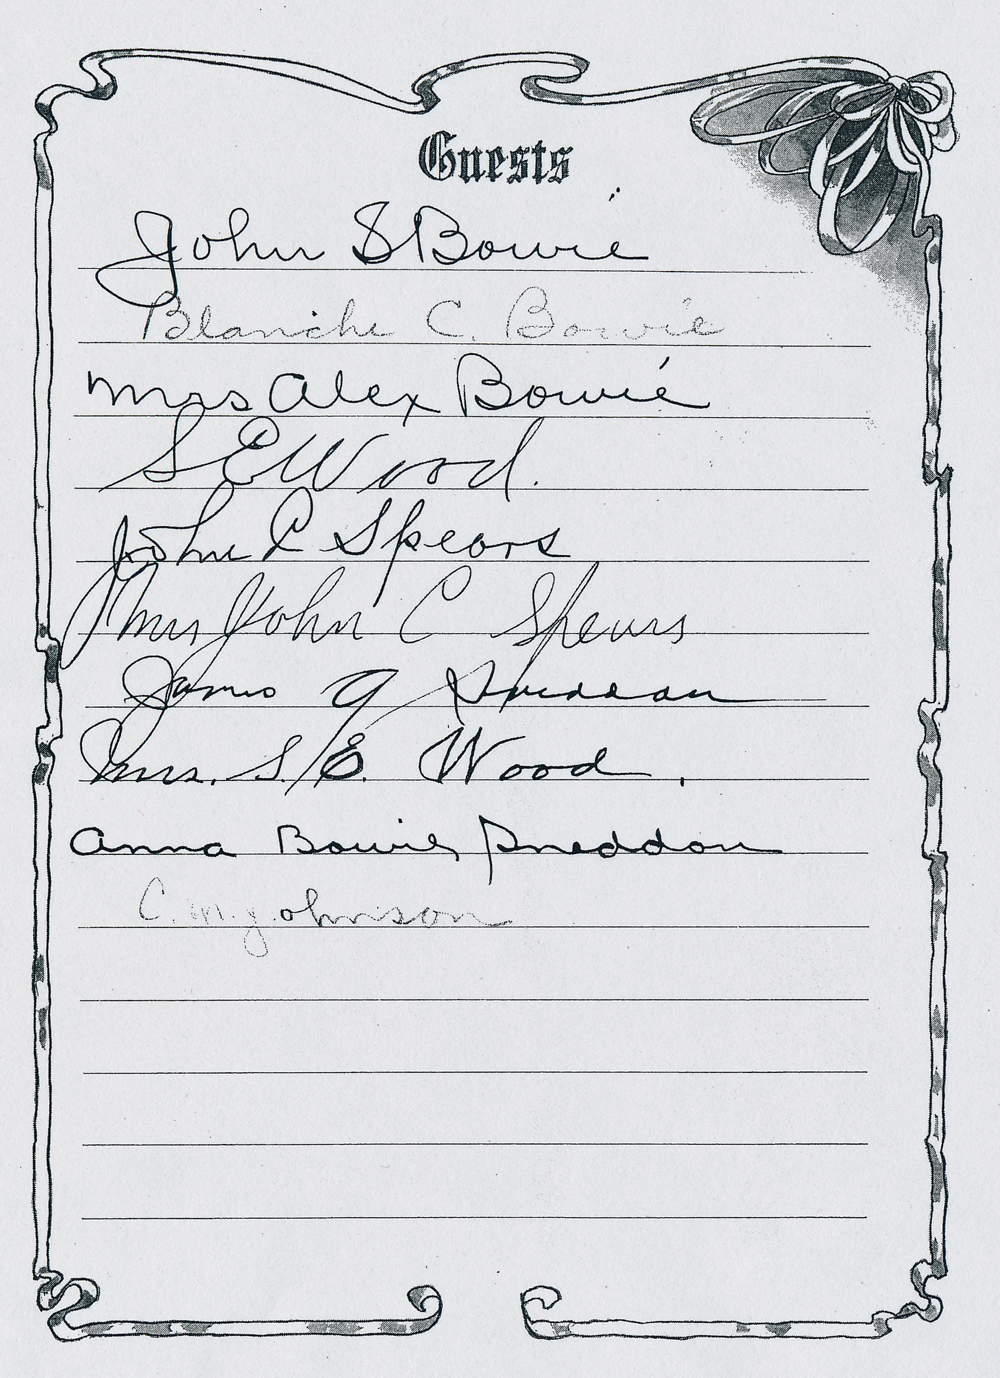 Guests
John S Bowie
Blanche C. Bowie
Mrs Alex Bowie
S E Wood.
John C Spears
Mrs John C Spears
James G Sneddon
Mrs. S. E. Wood.
Anna Bowie Sneddon
C. M. Johnson